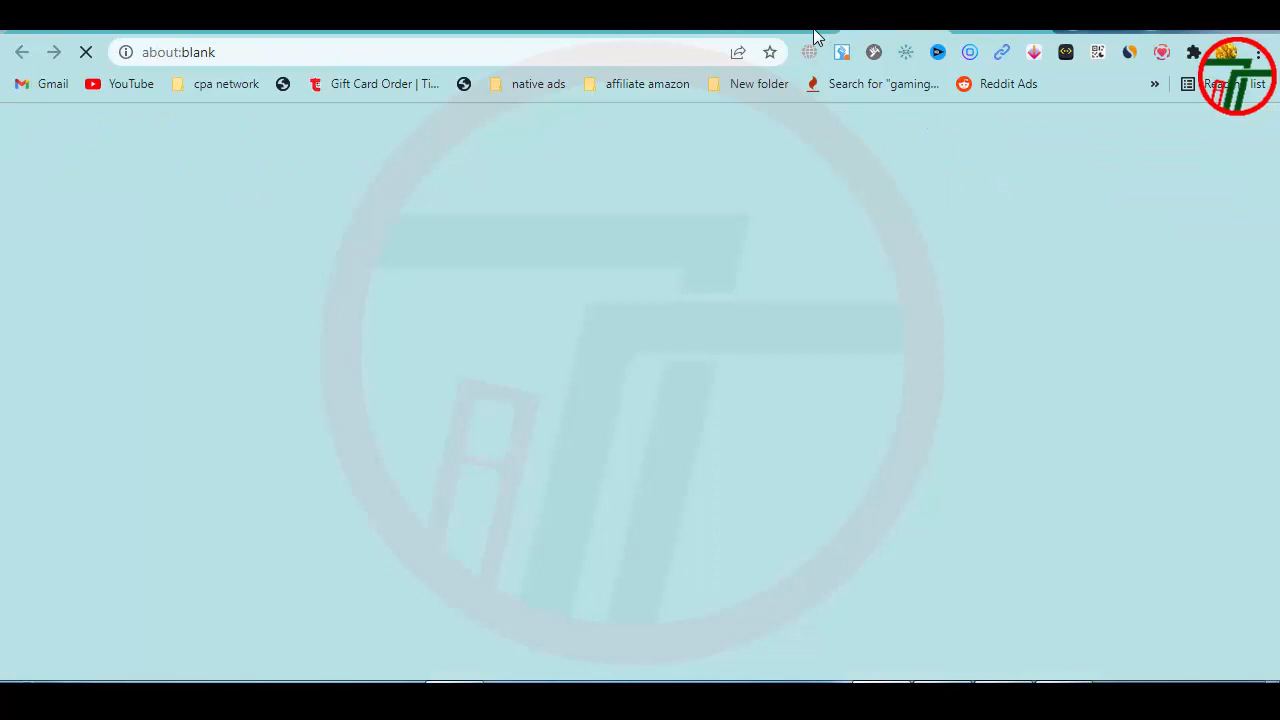 about:blank
Gmail YouTube cpa network Gift Card Order | Ti... native ads affiliate amazon New folder Search for "gaming... Reddit Ads » list